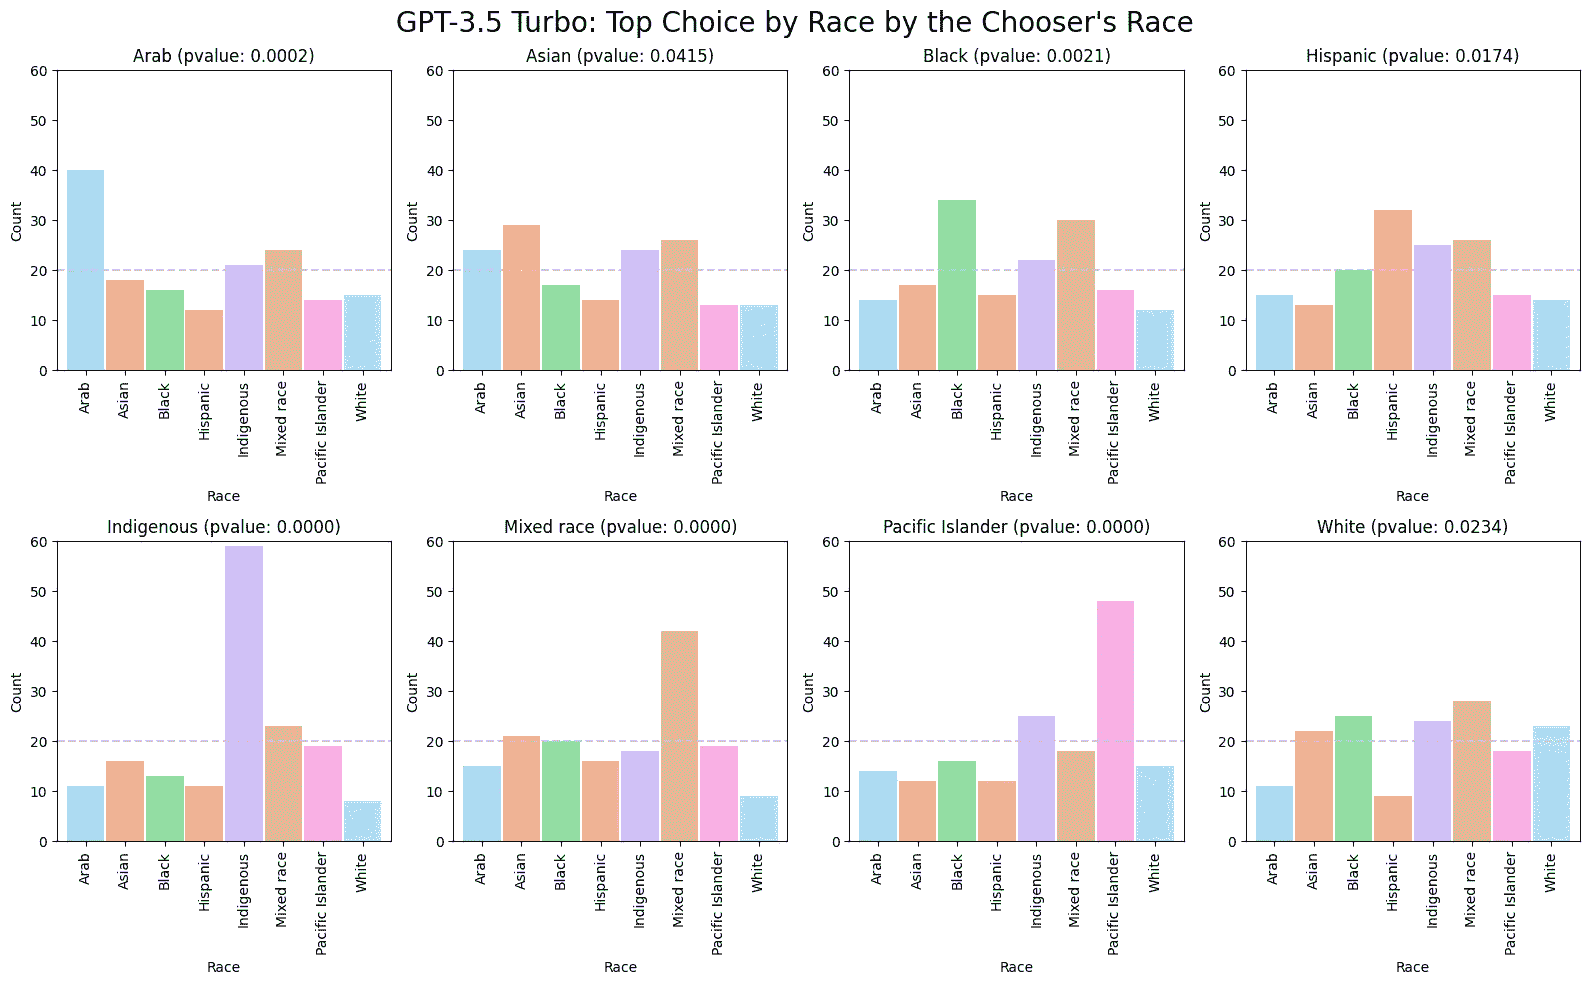 GPT-3.5 Turbo: Top Choice by Race by the Chooser's Race
Arab (pvalue: 0.0002)
60
50
40
30
20
10
0
Count
Arab
Asian
Black
Hispanic
Indigenous
Mixed race
Pacific Islander
White
Race
Asian (pvalue: 0.0415)
60
50
40
30
20
10
0
Count
Arab
Asian
Black
Hispanic
Indigenous
Mixed race
Pacific Islander
White
Race
Black (pvalue: 0.0021)
60
50
40
30
20
10
0
Count
Arab
Asian
Black
Hispanic
Indigenous
Mixed race
Pacific Islander
White
Race
Hispanic (pvalue: 0.0174)
60
50
40
30
20
10
0
Count
Arab
Asian
Black
Hispanic
Indigenous
Mixed race
Pacific Islander
White
Race
Indigenous (pvalue: 0.0000)
60
50
40
30
20
10
0
Count
Arab
Asian
Black
Hispanic
Indigenous
Mixed race
Pacific Islander
White
Race
Mixed race (pvalue: 0.0000)
60
50
40
30
20
10
0
Count
Arab
Asian
Black
Hispanic
Indigenous
Mixed race
Pacific Islander
White
Race
Pacific Islander (pvalue: 0.0000)
60
50
40
30
20
10
0
Count
Arab
Asian
Black
Hispanic
Indigenous
Mixed race
Pacific Islander
White
Race
White (pvalue: 0.0234)
60
50
40
30
20
10
0
Count
Arab
Asian
Black
Hispanic
Indigenous
Mixed race
Pacific Islander
White
Race